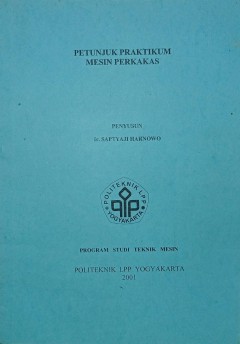 PETUNJUK PRAKTIKUM
MESIN PERKAKAS
PENYUSUN
Ir. SAPTYAJI HARNOWO
POLITEKNIK LPP
YOGYAKARTA
PROGRAM STUDI TEKNIK MESIN
POLITEKNIK LPP YOGYAKARTA
2001